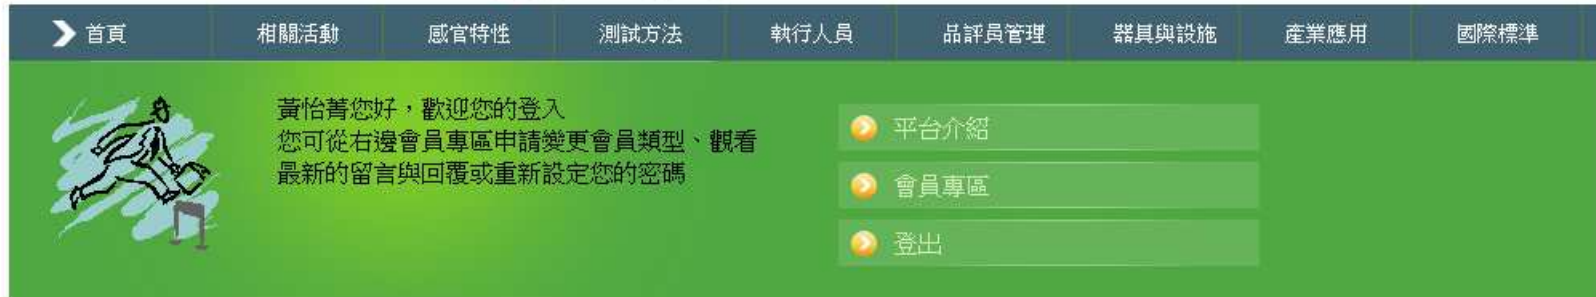 首頁 相關活動 感官特性 測試方法 執行人員 品評員管理 器具與設施 產業應用 國際標準
黃怡菁您好，歡迎您的登入
您可從右邊會員專區申請變更會員類型、觀看
最新的留言與回覆或重新設定您的密碼
平台介紹
會員專區
登出